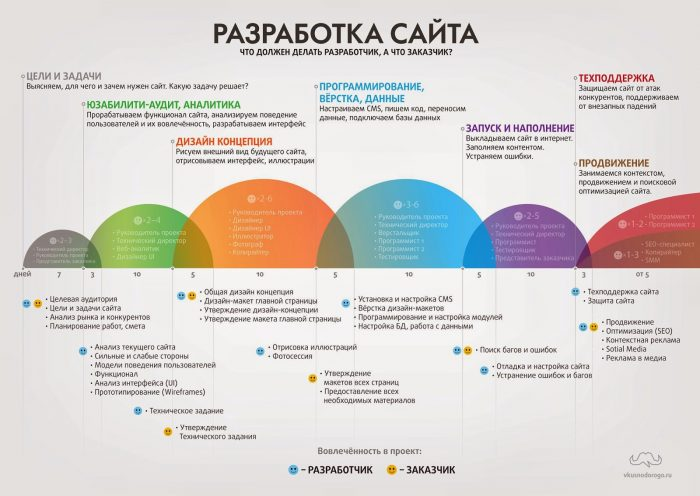 РАЗРАБОТКА САЙТА
ЧТО ДОЛЖЕН ДЕЛАТЬ РАЗРАБОТЧИК, А ЧТО ЗАКАЗЧИК?
ЦЕЛИ И ЗАДАЧИ
Выясняем, для чего и зачем нужен сайт. Какую задачу решает?
ЮЗАБИЛИТИ-АУДИТ, АНАЛИТИКА
Прорабатываем функционал сайта, анализируем поведение
пользователей и их вовлечённость, разрабатываем интерфейс
ДИЗАЙН КОНЦЕПЦИЯ
Рисуем внешний вид будущего сайта,
отрисовываем интерфейс, иллюстрации
ПРОГРАММИРОВАНИЕ,
ВЁРСТКА, ДАННЫЕ
Настраиваем CMS, пишем код, переносим
данные, подключаем базы данных
ЗАПУСК И НАПОЛНЕНИЕ
Выкладываем сайт в интернет.
Заполняем контентом.
Устраняем ошибки.
ТЕХПОДДЕРЖКА
Защищаем сайт от атак
конкурентов, поддерживаем
от внезапных падений
ПРОДВИЖЕНИЕ
Занимаемся контекстом,
продвижением и поисковой
оптимизацией сайта.
-2-3
• Технический директор
• Руководитель проекта
• Представитель заказчика
-2-4
• Руководитель проекта
• Технический директор
• Веб-аналитик
• Дизайнер UI
-2-6
• Руководитель проекта
• Дизайнер
• Дизайнер UI
• Иллюстратор
• Фотограф
• Копирайтер
-3-6
• Руководитель проекта
• Технический директор
• Верстальщик
• Программист 1
• Программист 2
• Тестировщик
-2-5
• Руководитель проекта
• Технический директор
• Программист
• Тестировщик
• Представитель заказчика
-1-2
• Программист 1
• Программист 2
-1-3
• SEO-специалист
• Копирайтер
• SMM
дней 7 3 10 5 10 5 10 5 10 3 от 5
• Целевая аудитория
• Цели и задачи сайта
• Анализ рынка и конкурентов
• Планирование работ, смета
• Анализ текущего сайта
• Сильные и слабые стороны
• Модели поведения пользователей
• Функционал
• Анализ интерфейса (UI)
• Прототипирование (Wireframes)
• Техническое задание
• Утверждение
Технического задания
• Общая дизайн концепция
• Дизайн-макет главной страницы
• Утверждение дизайн-концепции
• Утверждение макета главной страницы
• Отрисовка иллюстраций
• Фотосессия
• Утверждение
макетов всех страниц
• Предоставление всех
необходимых материалов
• Установка и настройка CMS
• Вёрстка дизайн-макетов
• Программирование и настройка модулей
• Настройка БД, работа с данными
• Поиск багов и ошибок
• Отладка и настройка сайта
• Устранение ошибок и багов
• Техподдержка сайта
• Защита сайта
• Продвижение
• Оптимизация (SEO)
• Контекстная реклама
• Sotial Media
• Реклама в медиа
Вовлечённость в проект:
– РАЗРАБОТЧИК
– ЗАКАЗЧИК
vkusnodorogo.ru